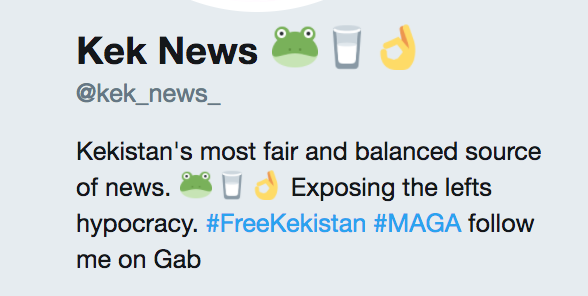 Kek News 🐸🥛👌
@kek_news_
Kekistan's most fair and balanced source
of news. 🐸🥛👌 Exposing the lefts
hypocracy. #FreeKekistan #MAGA follow
me on Gab